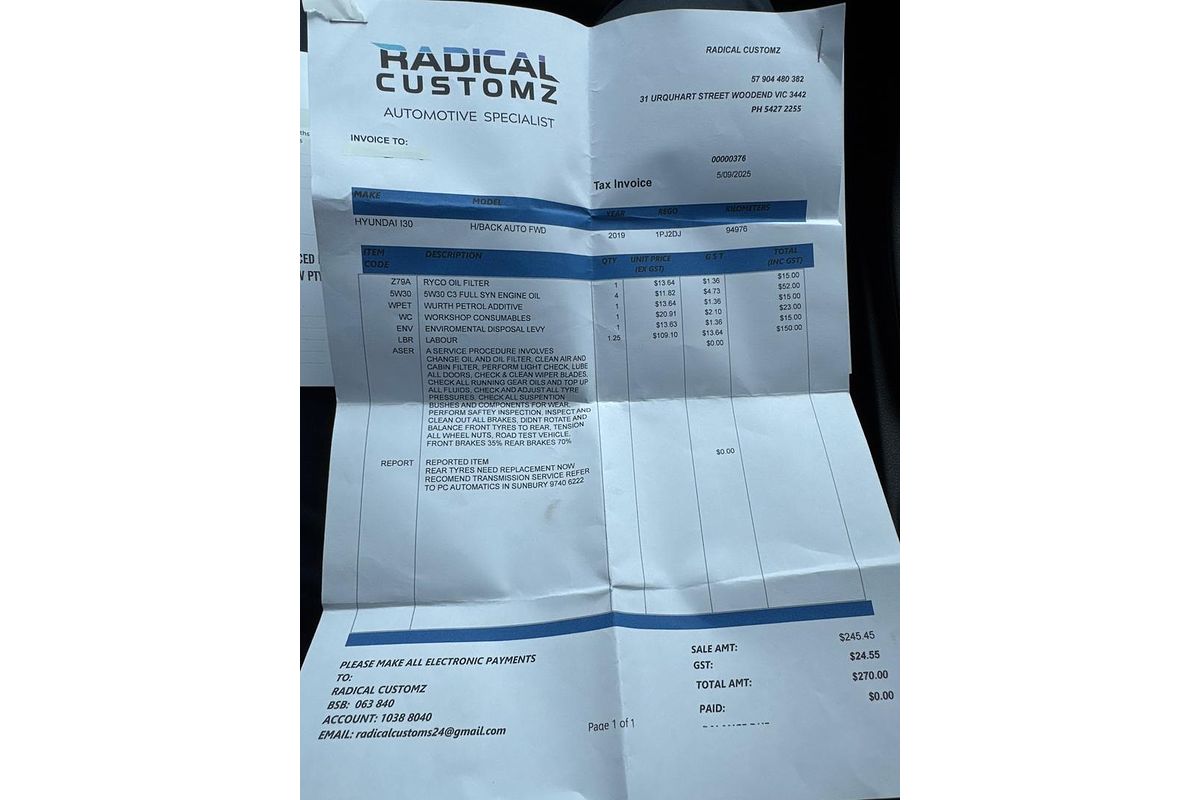 RADICAL
CUSTOMZ
AUTOMOTIVE SPECIALIST
RADICAL CUSTOMZ
57 904 480 382
31 URQUHART STREET WOODEND VIC 3442
PH 5427 2255
INVOICE TO:
00000376
Tax Invoice 5/09/2025
MAKE MODEL YEAR REGO KILOMETERS
HYUNDAI I30 H/BACK AUTO FWD 2019 1PJ2DJ 94976
ITEM CODE DESCRIPTION QTY UNIT PRICE (EX GST) GST TOTAL (INC GST)
Z79A RYCO OIL FILTER 1 $13.64 $1.36 $15.00
5W30 5W30 C3 FULL SYN ENGINE OIL 4 $11.82 $4.73 $52.00
WPET WURTH PETROL ADDITIVE 1 $13.64 $1.36 $15.00
WC WORKSHOP CONSUMABLES 1 $20.91 $2.10 $23.00
ENV ENVIROMENTAL DISPOSAL LEVY 1 $13.63 $1.36 $15.00
LBR LABOUR 1.25 $109.10 $13.64 $150.00
ASER A SERVICE PROCEDURE INVOLVES $0.00
CHANGE OIL AND OIL FILTER, CLEAN AIR AND
CABIN FILTER, PERFORM LIGHT CHECK, LUBE
ALL DOORS, CHECK & CLEAN WIPER BLADES,
CHECK ALL RUNNING GEAR OILS AND TOP UP
ALL FLUIDS, CHECK AND ADJUST ALL TYRE
PRESSURES, CHECK ALL SUSPENTION
BUSHES AND COMPONENTS FOR WEAR,
PERFORM SAFTEY INSPECTION, INSPECT AND
CLEAN OUT ALL BRAKES, DIDNT ROTATE AND
BALANCE FRONT TYRES TO REAR, TENSION
ALL WHEEL NUTS, ROAD TEST VEHICLE.
FRONT BRAKES 35% REAR BRAKES 70%
REPORT REPORTED ITEM $0.00
REAR TYRES NEED REPLACEMENT NOW
RECOMEND TRANSMISSION SERVICE REFER
TO PC AUTOMATICS IN SUNBURY 9740 6222
PLEASE MAKE ALL ELECTRONIC PAYMENTS
TO:
RADICAL CUSTOMZ
BSB: 063 840
ACCOUNT: 1038 8040
EMAIL: radicalcustoms24@gmail.com
Page 1 of 1
SALE AMT: $245.45
GST: $24.55
TOTAL AMT: $270.00
PAID: $0.00